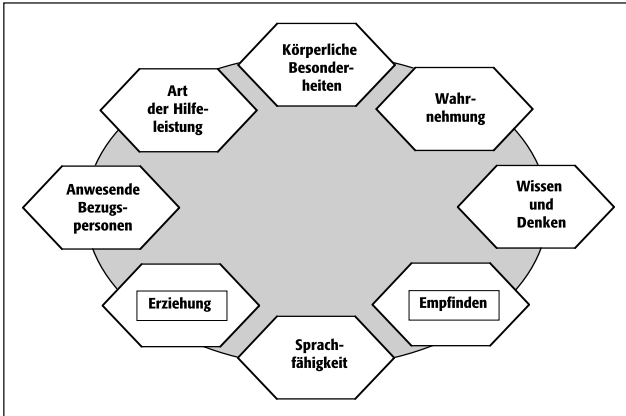 Körperliche
Besonder-
heiten
Wahr-
nehmung
Wissen
und
Denken
Empfinden
Sprach-
fähigkeit
Erziehung
Anwesende
Bezugs-
personen
Art
der Hilfe-
leistung